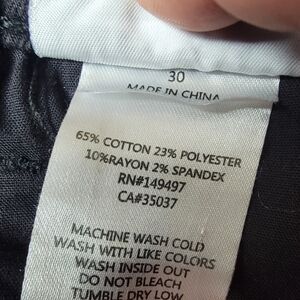 30
MADE IN CHINA
65% COTTON 23% POLYESTER
10%RAYON 2% SPANDEX
RN#149497
CA#35037
MACHINE WASH COLD
WASH WITH LIKE COLORS
WASH INSIDE OUT
DO NOT BLEACH
TUMBLE DRY LOW